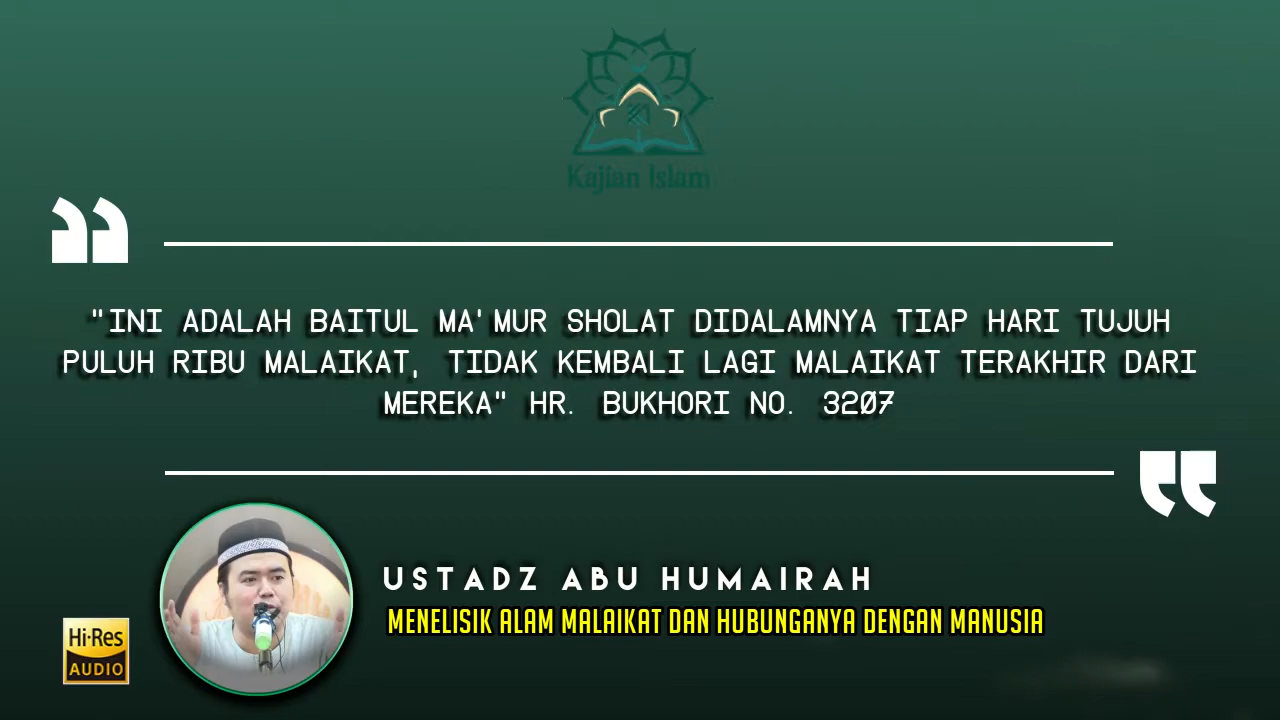 Kajian Islam
"INI ADALAH BAITUL MA'MUR SHOLAT DIDALAMNYA TIAP HARI TUJUH
PULUH RIBU MALAIKAT, TIDAK KEMBALI LAGI MALAIKAT TERAKHIR DARI
MEREKA" HR. BUKHORI NO. 3207
USTADZ ABU HUMAIRAH
MENELISIK ALAM MALAIKAT DAN HUBUNGANYA DENGAN MANUSIA
Hi-Res
AUDIO